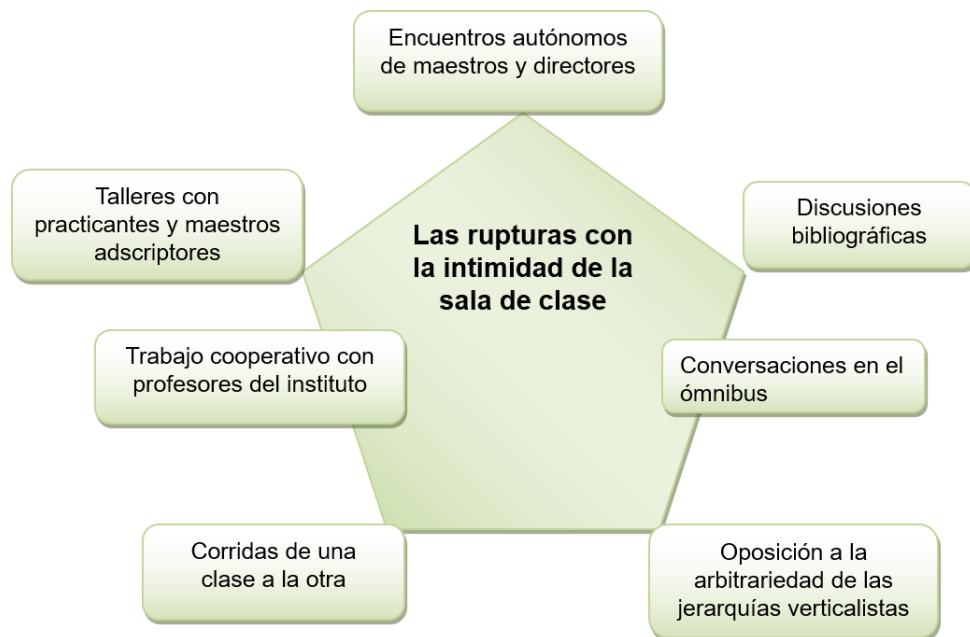 Encuentros autónomos
de maestros y directores
Talleres con
practicantes y maestros
adscriptores
Discusiones
bibliográficas
Las rupturas con
la intimidad de la
sala de clase
Trabajo cooperativo con
profesores del instituto
Conversaciones en el
ómnibus
Corridas de una
clase a la otra
Oposición a la
arbitrariedad de las
jerarquías verticalistas